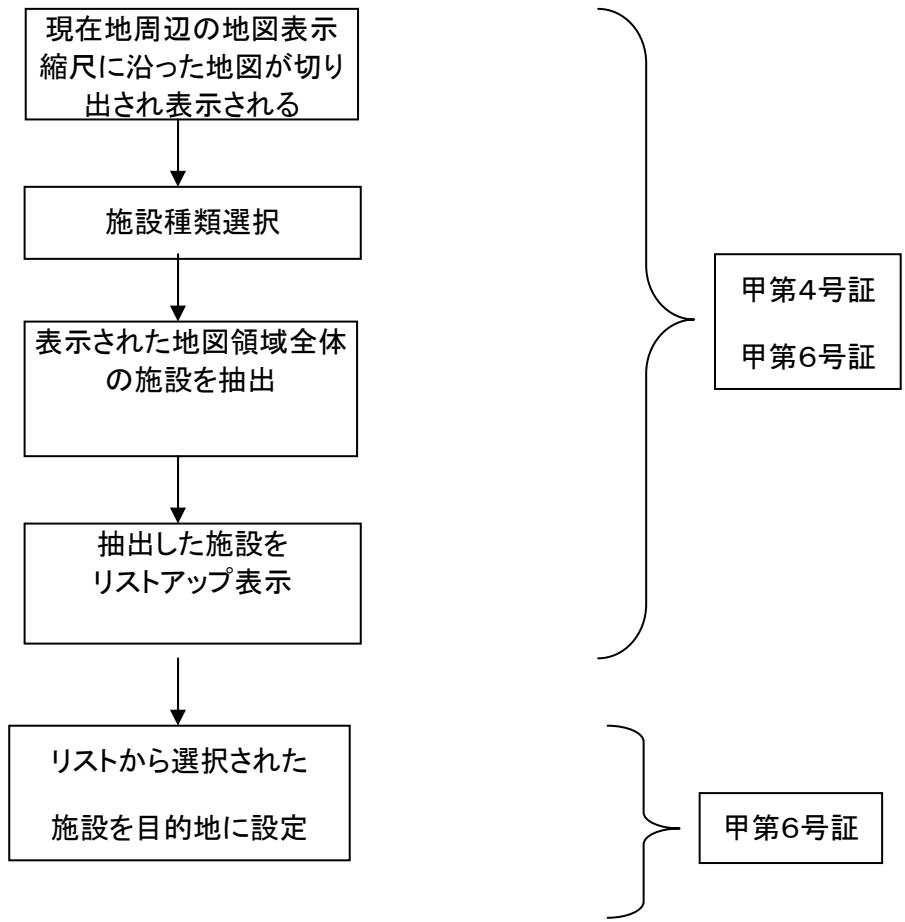 現在地周辺の地図表示
縮尺に沿った地図が切り
出され表示される
施設種類選択
表示された地図領域全体
の施設を抽出
抽出した施設を
リストアップ表示
甲第4号証
甲第6号証
リストから選択された
施設を目的地に設定
甲第6号証